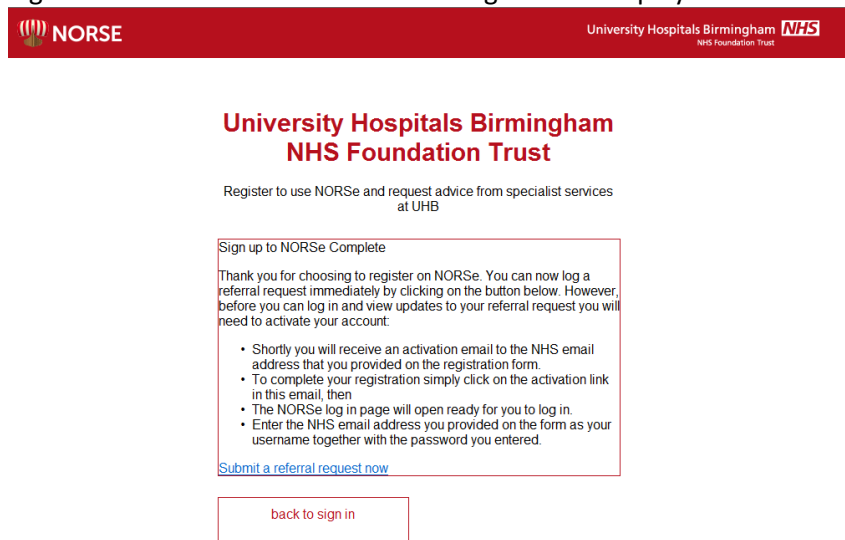 NORSE
University Hospitals Birmingham NHS
NHS Foundation Trust
University Hospitals Birmingham
NHS Foundation Trust
Register to use NORSe and request advice from specialist services
at UHB
Sign up to NORSe Complete
Thank you for choosing to register on NORSe. You can now log a
referral request immediately by clicking on the button below. However,
before you can log in and view updates to your referral request you will
need to activate your account:
• Shortly you will receive an activation email to the NHS email
address that you provided on the registration form.
• To complete your registration simply click on the activation link
in this email, then
• The NORSe log in page will open ready for you to log in.
• Enter the NHS email address you provided on the form as your
username together with the password you entered.
Submit a referral request now
back to sign in